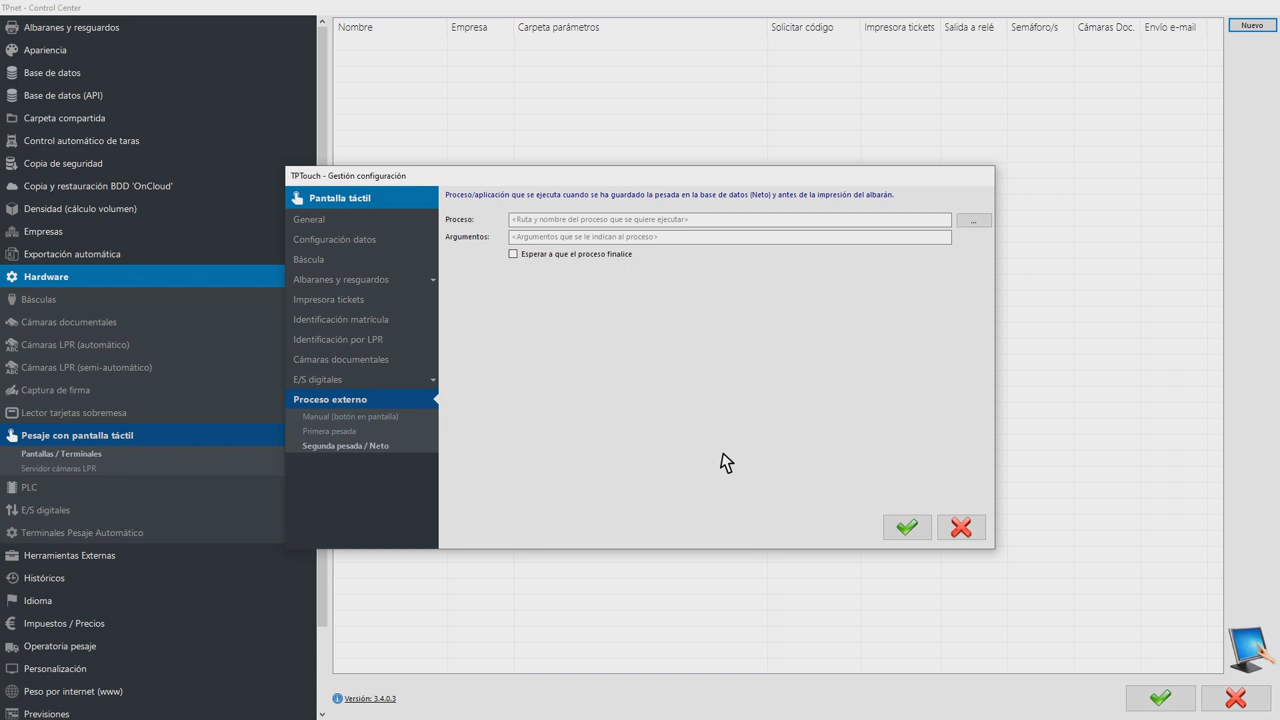 TPnet - Control Center
Albaranes y resguardos
Apariencia
Base de datos
Base de datos (API)
Carpeta compartida
Control automático de taras
Copia de seguridad
Copia y restauración BDD 'OnCloud'
Densidad (cálculo volumen)
Empresas
Exportación automática
Hardware
Básculas
Cámaras documentales
Cámaras LPR (automático)
Cámaras LPR (semi-automático)
Captura de firma
Lector tarjetas sobremesa
Pesaje con pantalla táctil
Pantallas / Terminales
Servidor cámaras LPR
PLC
E/S digitales
Terminales Pesaje Automático
Herramientas Externas
Históricos
Idioma
Impuestos / Precios
Operatoria pesaje
Personalización
Peso por internet (www)
Previsiones
Nombre Empresa Carpeta parámetros Solicitar código Impresora tickets Salida a relé Semáforo/s Cámaras Doc. Envío e-mail
Nuevo
TPTouch - Gestión configuración
Pantalla táctil
General
Configuración datos
Báscula
Albaranes y resguardos
Impresora tickets
Identificación matrícula
Identificación por LPR
Cámaras documentales
E/S digitales
Proceso externo
Manual (botón en pantalla)
Primera pesada
Segunda pesada / Neto
Proceso/aplicación que se ejecuta cuando se ha guardado la pesada en la base de datos (Neto) y antes de la impresión del albarán.
Proceso: <Ruta y nombre del proceso que se quiere ejecutar> ...
Argumentos: <Argumentos que se le indican al proceso>
Esperar a que el proceso finalice
Versión: 3.4.0.3